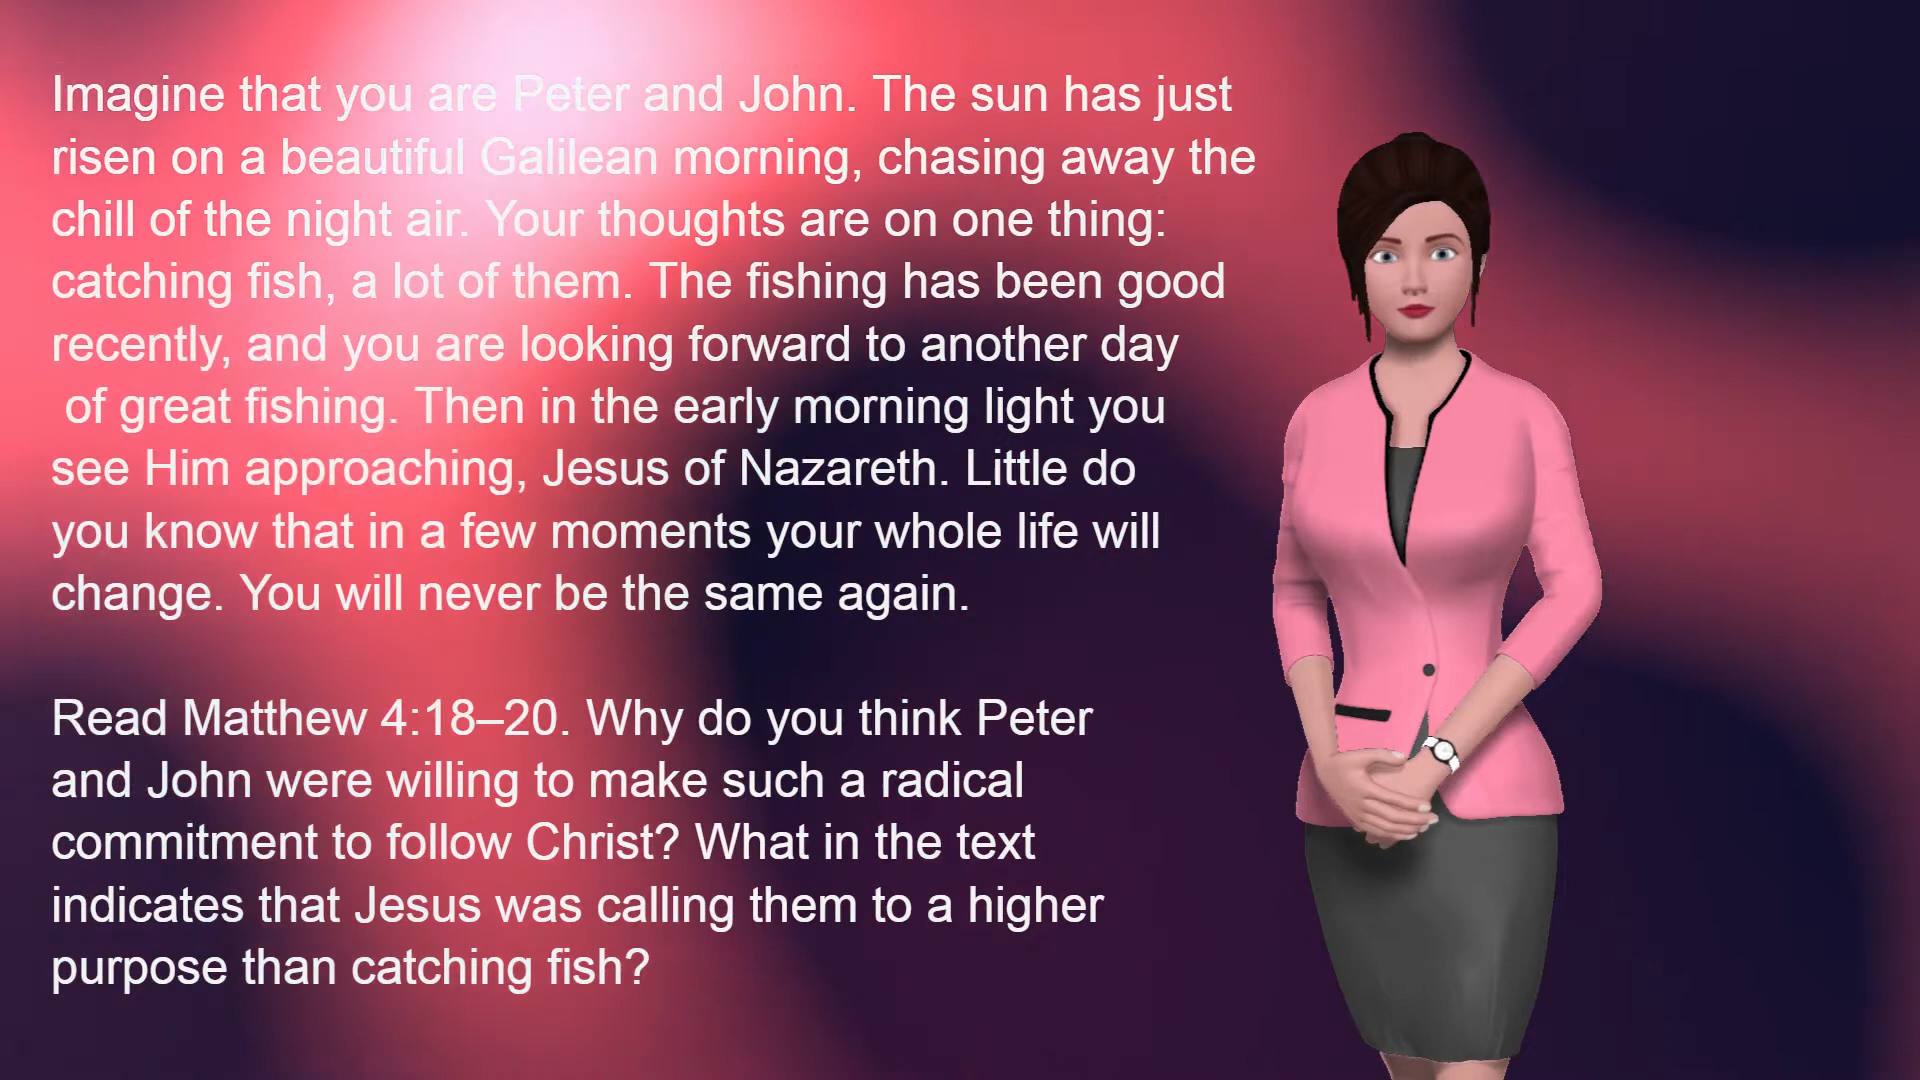 Imagine that you are Peter and John. The sun has just
risen on a beautiful Galilean morning, chasing away the
chill of the night air. Your thoughts are on one thing:
catching fish, a lot of them. The fishing has been good
recently, and you are looking forward to another day
of great fishing. Then in the early morning light you
see Him approaching, Jesus of Nazareth. Little do
you know that in a few moments your whole life will
change. You will never be the same again.
Read Matthew 4:18–20. Why do you think Peter
and John were willing to make such a radical
commitment to follow Christ? What in the text
indicates that Jesus was calling them to a higher
purpose than catching fish?